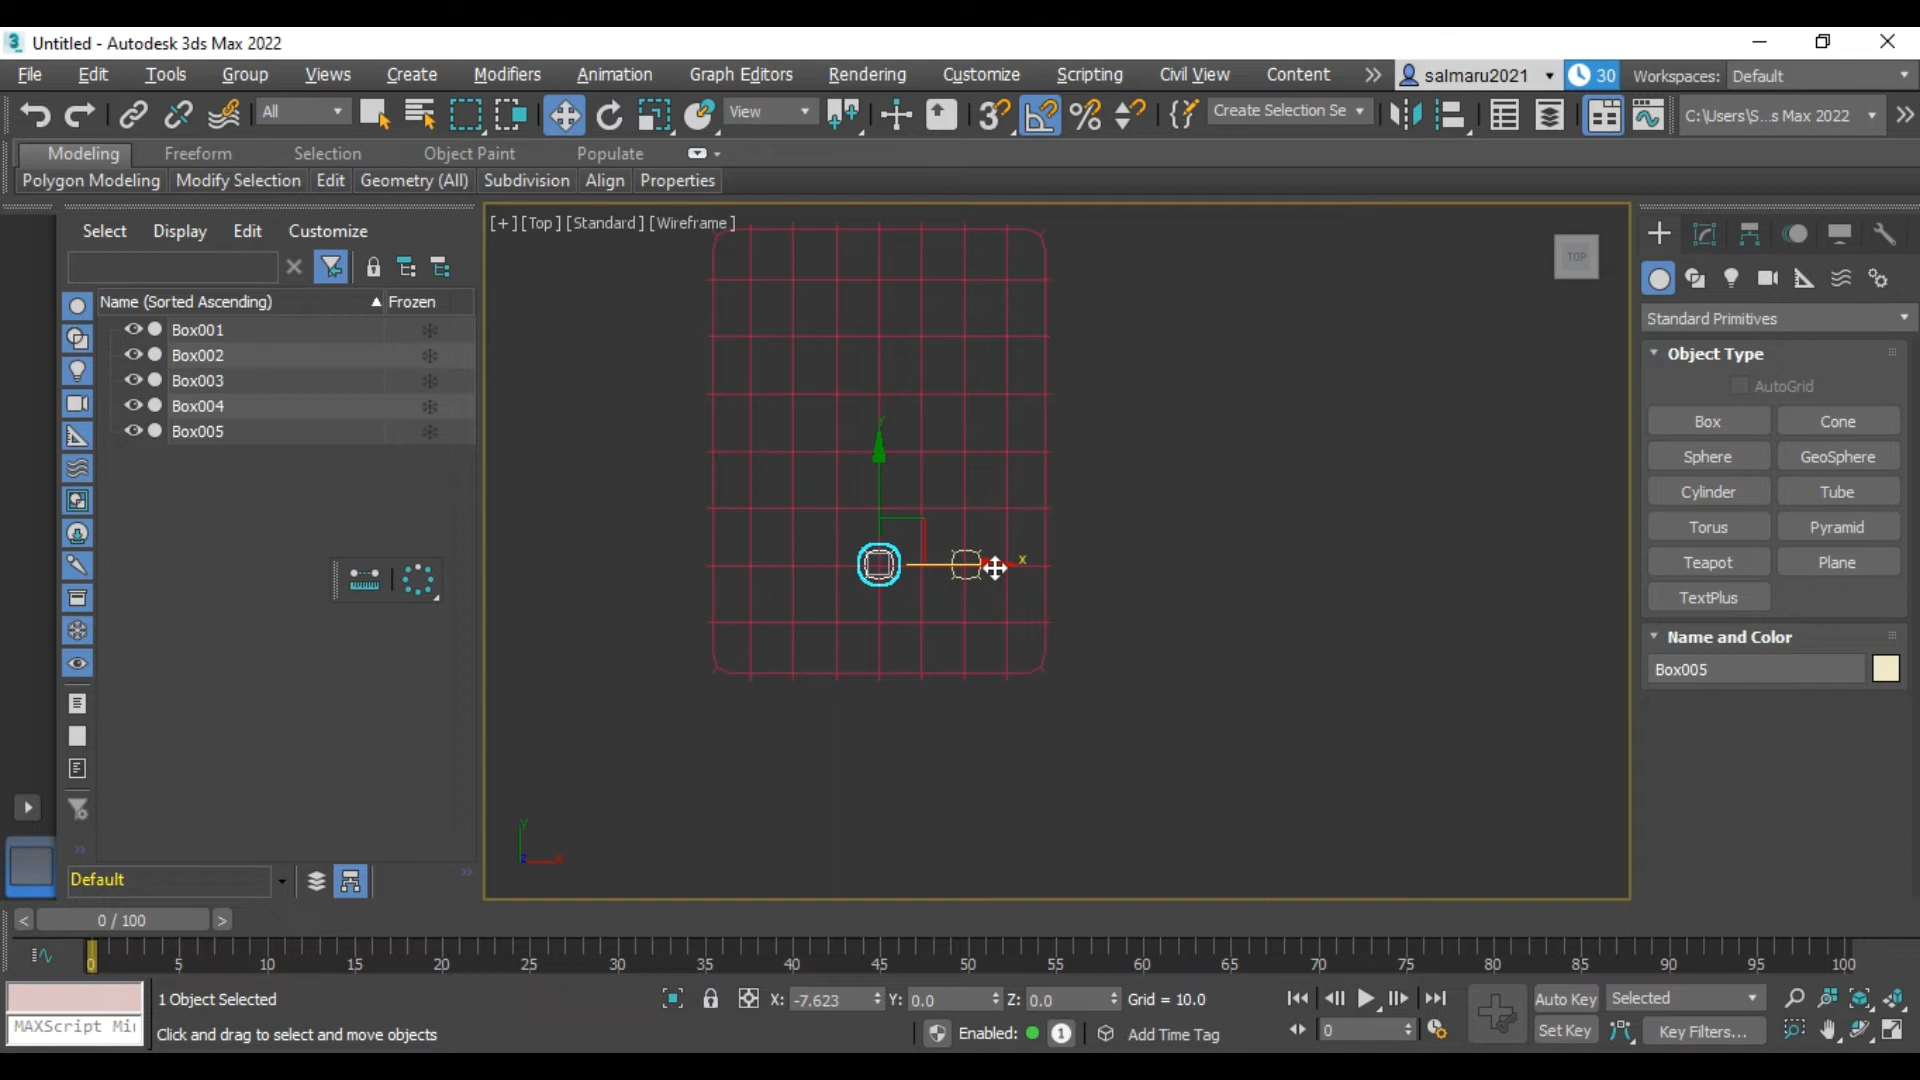 Untitled - Autodesk 3ds Max 2022
File Edit Tools Group Views Create Modifiers Animation Graph Editors Rendering Customize Scripting Civil View Content salmaru2021 30 Workspaces: Default
All View Create Selection Se C:\Users\S...s Max 2022
Modeling Freeform Selection Object Paint Populate
Polygon Modeling Modify Selection Edit Geometry (All) Subdivision Align Properties
Select Display Edit Customize
[+] [Top] [Standard] [Wireframe]
TOP
Name (Sorted Ascending) Frozen
Box001
Box002
Box003
Box004
Box005
y
x
Standard Primitives
Object Type
AutoGrid
Box Cone
Sphere GeoSphere
Cylinder Tube
Torus Pyramid
Teapot Plane
TextPlus
Name and Color
Box005
y
z x
Default
< 0 / 100 >
0 5 10 15 20 25 30 35 40 45 50 55 60 65 70 75 80 85 90 95 100
1 Object Selected X: -7.623 Y: 0.0 Z: 0.0 Grid = 10.0 Auto Key Selected
MAXScript Mi Click and drag to select and move objects Enabled: 1 Add Time Tag 0 Set Key Key Filters...